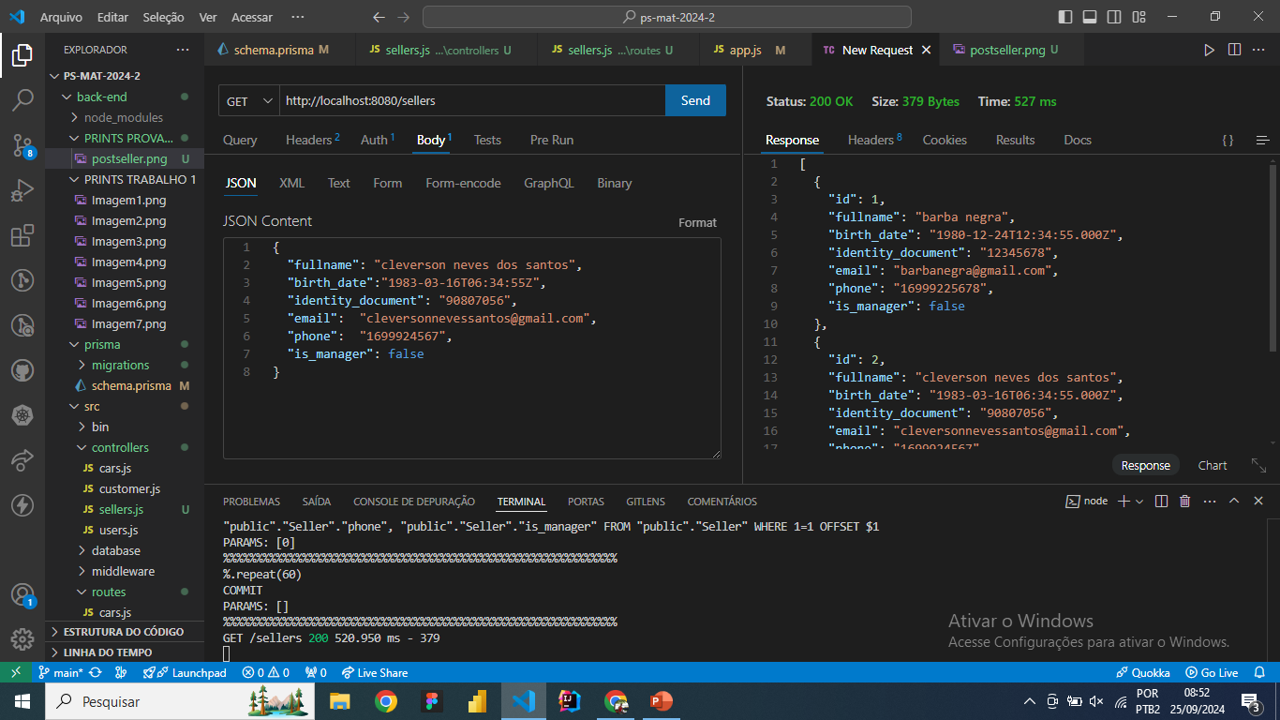 Arquivo Editar Seleção Ver Acessar ··· ps-mat-2024-2
EXPLORADOR ···
schema.prisma M sellers.js ...\controllers U sellers.js ...\routes U app.js M TC New Request postseller.png U ···
PS-MAT-2024-2
back-end
node_modules
PRINTS PROVA...
postseller.png U
PRINTS TRABALHO 1
Imagem1.png
Imagem2.png
Imagem3.png
Imagem4.png
Imagem5.png
Imagem6.png
Imagem7.png
prisma
migrations
schema.prisma M
src
bin
controllers
JS cars.js
JS customer.js
JS sellers.js U
JS users.js
database
middleware
routes
JS cars.js
ESTRUTURA DO CÓDIGO
LINHA DO TEMPO
8
1
GET http://localhost:8080/sellers Send
Query Headers 2 Auth 1 Body 1 Tests Pre Run
JSON XML Text Form Form-encode GraphQL Binary
JSON Content Format
1 {
2 "fullname": "cleverson neves dos santos",
3 "birth_date":"1983-03-16T06:34:55Z",
4 "identity_document": "90807056",
5 "email":  "cleversonnevessantos@gmail.com",
6 "phone":  "1699924567",
7 "is_manager": false
8 }
Status: 200 OK Size: 379 Bytes Time: 527 ms
Response Headers 8 Cookies Results Docs { }
1 [
2 {
3 "id": 1,
4 "fullname": "barba negra",
5 "birth_date": "1980-12-24T12:34:55.000Z",
6 "identity_document": "12345678",
7 "email": "barbanegra@gmail.com",
8 "phone": "16999225678",
9 "is_manager": false
10 },
11 {
12 "id": 2,
13 "fullname": "cleverson neves dos santos",
14 "birth_date": "1983-03-16T06:34:55.000Z",
15 "identity_document": "90807056",
16 "email": "cleversonnevessantos@gmail.com",
17 "phone": "1699924567"
Response Chart
PROBLEMAS SAÍDA CONSOLE DE DEPURAÇÃO TERMINAL PORTAS GITLENS COMENTÁRIOS node ···
"public"."Seller"."phone", "public"."Seller"."is_manager" FROM "public"."Seller" WHERE 1=1 OFFSET $1
PARAMS: [0]
%%%%%%%%%%%%%%%%%%%%%%%%%%%%%%%%%%%%%%%%%%%%%%%%%%%%%%%%%%%%
%.repeat(60)
COMMIT
PARAMS: []
%%%%%%%%%%%%%%%%%%%%%%%%%%%%%%%%%%%%%%%%%%%%%%%%%%%%%%%%%%%%
GET /sellers 200 520.950 ms - 379
Ativar o Windows
Acesse Configurações para ativar o Windows.
main* Launchpad 0 0 0 Live Share Quokka Go Live
Pesquisar POR 08:52
PTB2 25/09/2024 3